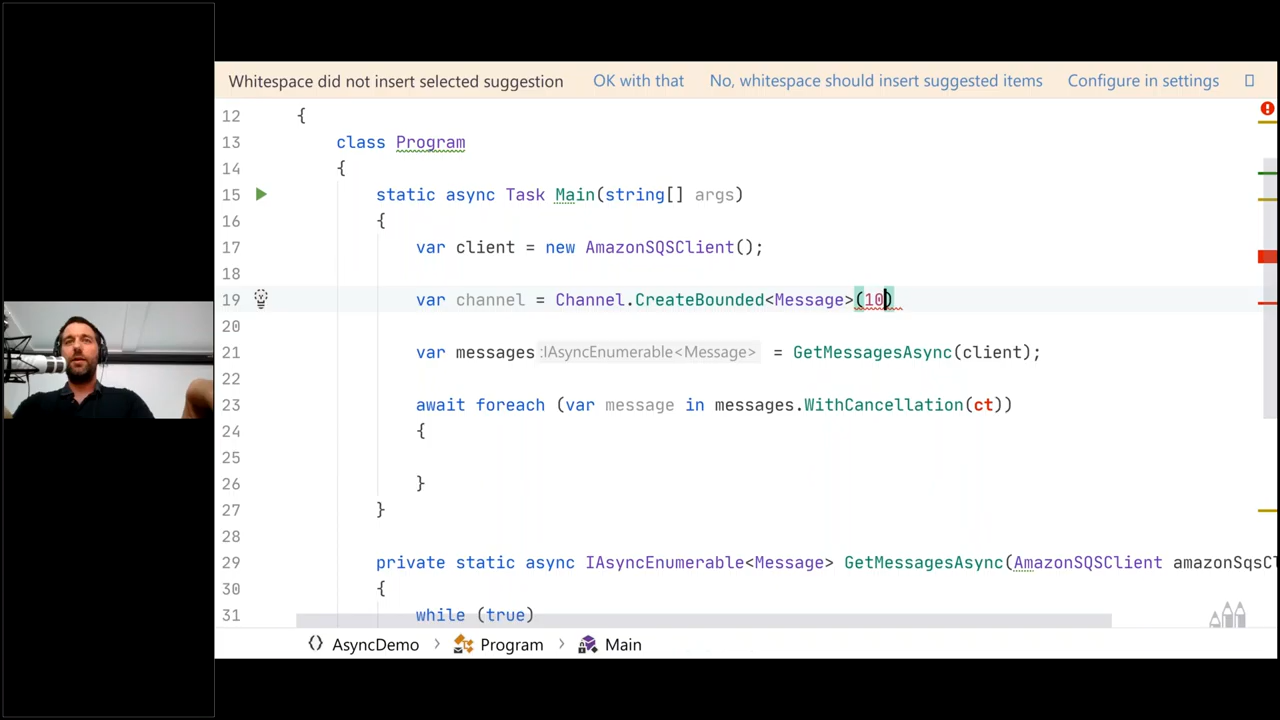 Whitespace did not insert selected suggestion OK with that No, whitespace should insert suggested items Configure in settings
12 {
13 class Program
14 {
15 static async Task Main(string[] args)
16 {
17 var client = new AmazonSQSClient();
18
19 var channel = Channel.CreateBounded<Message>(10)
20
21 var messages :IAsyncEnumerable<Message> = GetMessagesAsync(client);
22
23 await foreach (var message in messages.WithCancellation(ct))
24 {
25
26 }
27 }
28
29 private static async IAsyncEnumerable<Message> GetMessagesAsync(AmazonSQSClient amazonSqsCl
30 {
31 while (true)
AsyncDemo Program Main